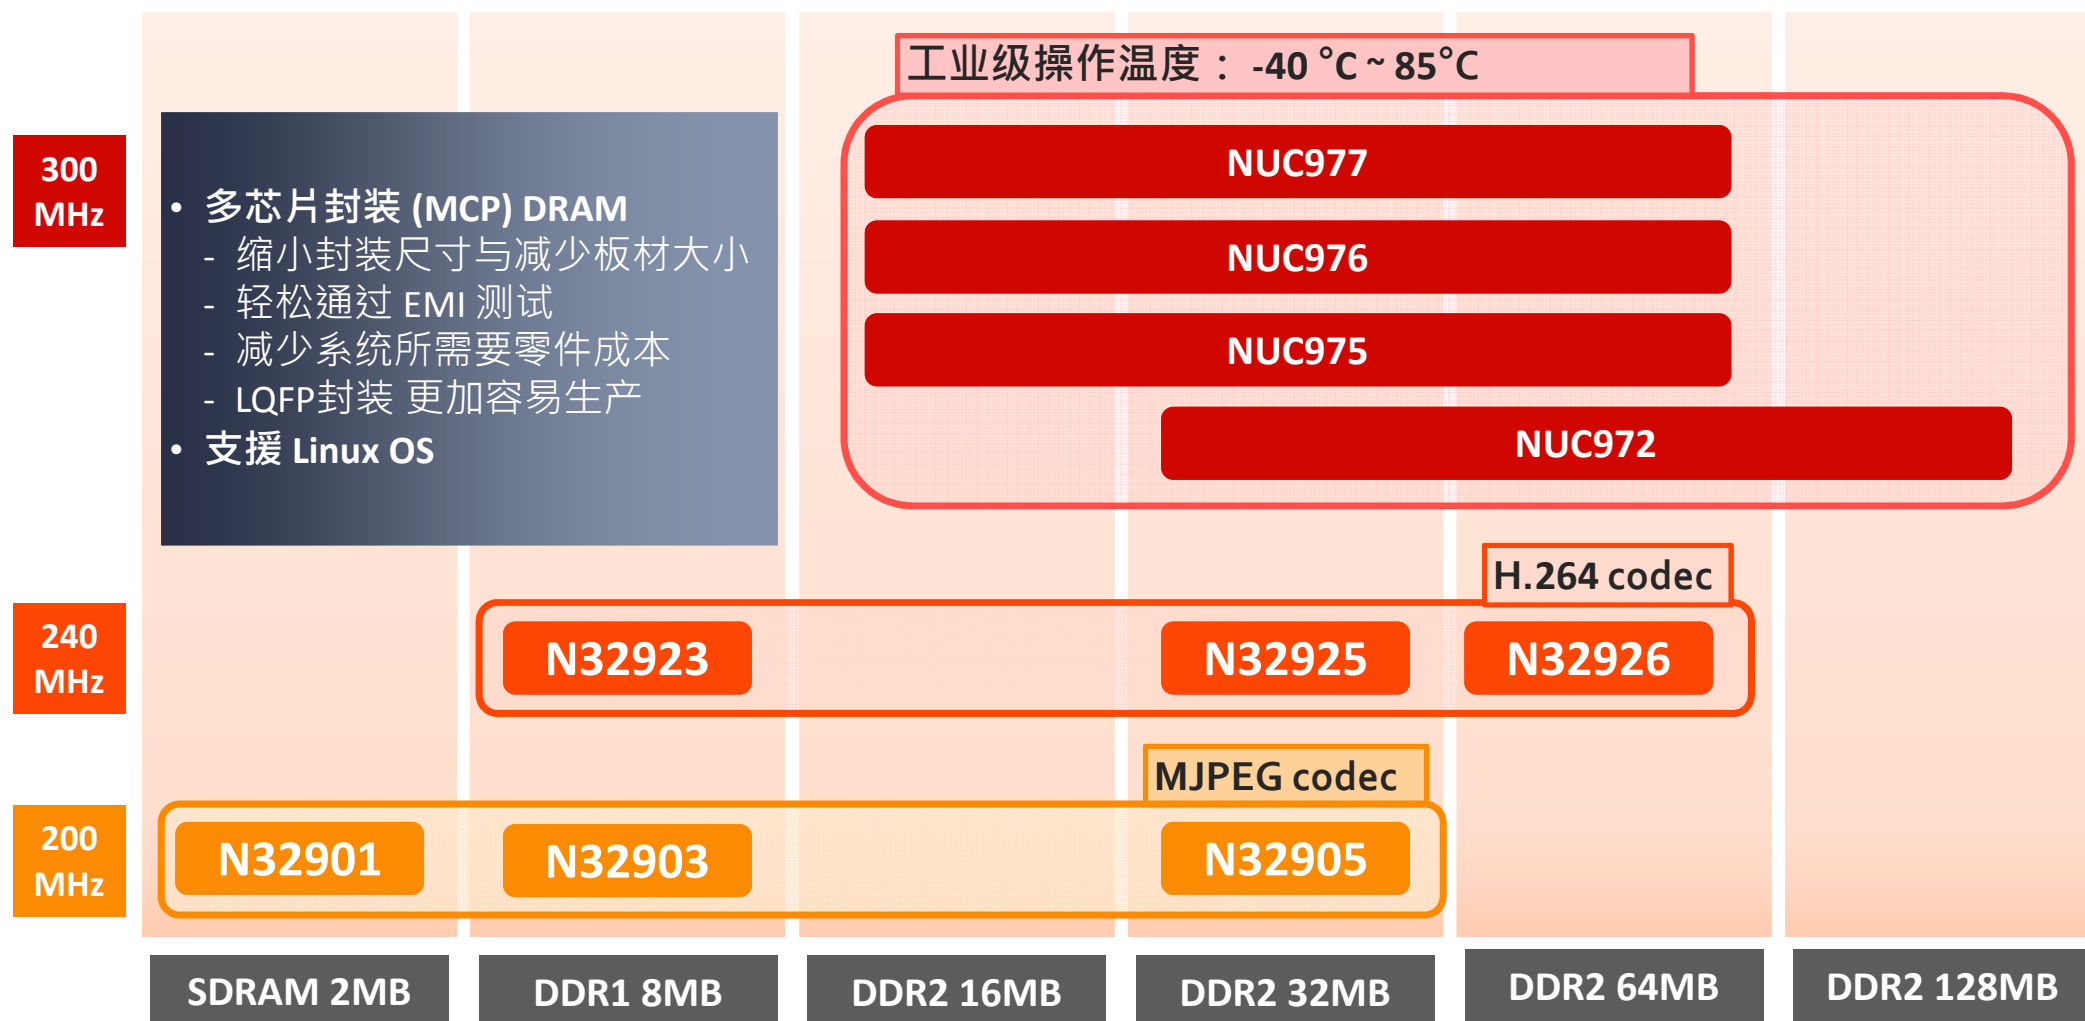 工业级操作温度： -40 °C ~ 85°C
300
MHz
• 多芯片封装 (MCP) DRAM
- 缩小封装尺寸与减少板材大小
- 轻松通过 EMI 测试
- 减少系统所需要零件成本
- LQFP封装 更加容易生产
• 支援 Linux OS
NUC977
NUC976
NUC975
NUC972
H.264 codec
240
MHz
N32923
N32925
N32926
MJPEG codec
200
MHz
N32901
N32903
N32905
SDRAM 2MB
DDR1 8MB
DDR2 16MB
DDR2 32MB
DDR2 64MB
DDR2 128MB